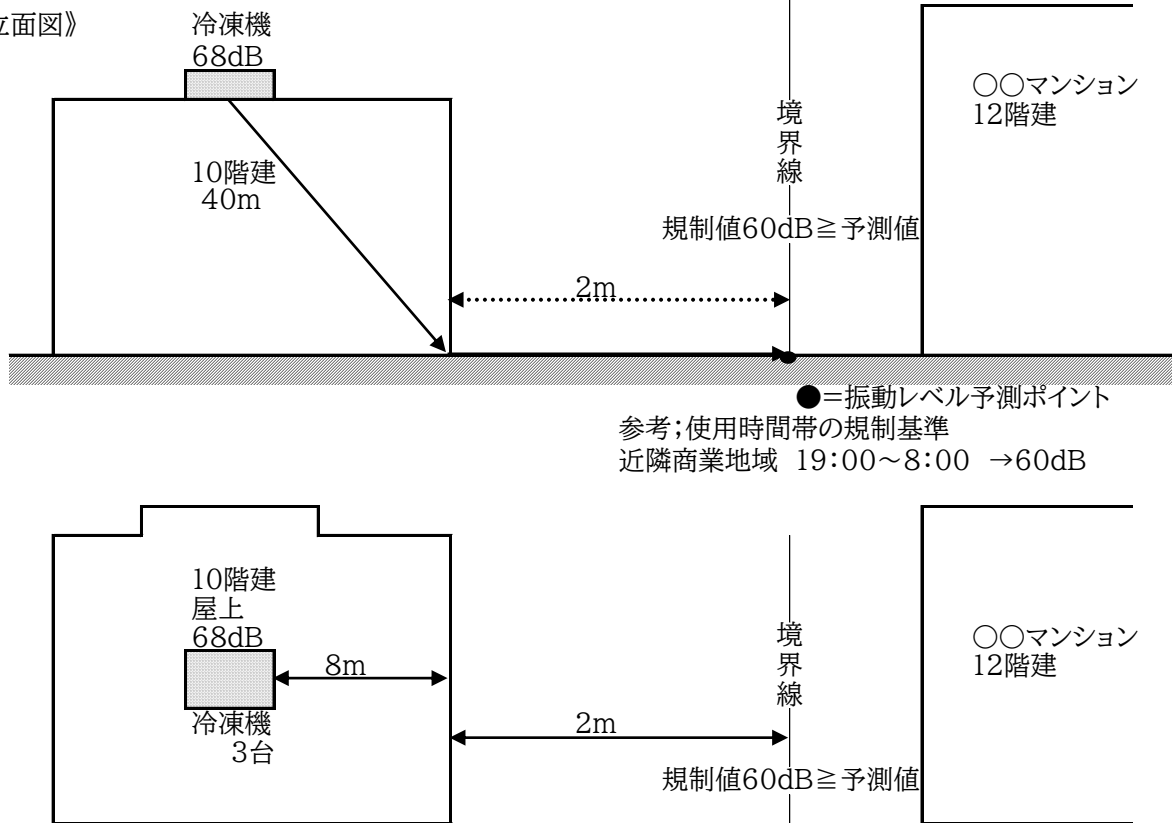 立面図》
冷凍機
68dB
10階建
40m
2m
境界線
規制値60dB≧予測値
○○マンション
12階建
●=振動レベル予測ポイント
参考;使用時間帯の規制基準
近隣商業地域 19:00~8:00 →60dB
10階建
屋上
68dB
8m
冷凍機
3台
2m
境界線
規制値60dB≧予測値
○○マンション
12階建